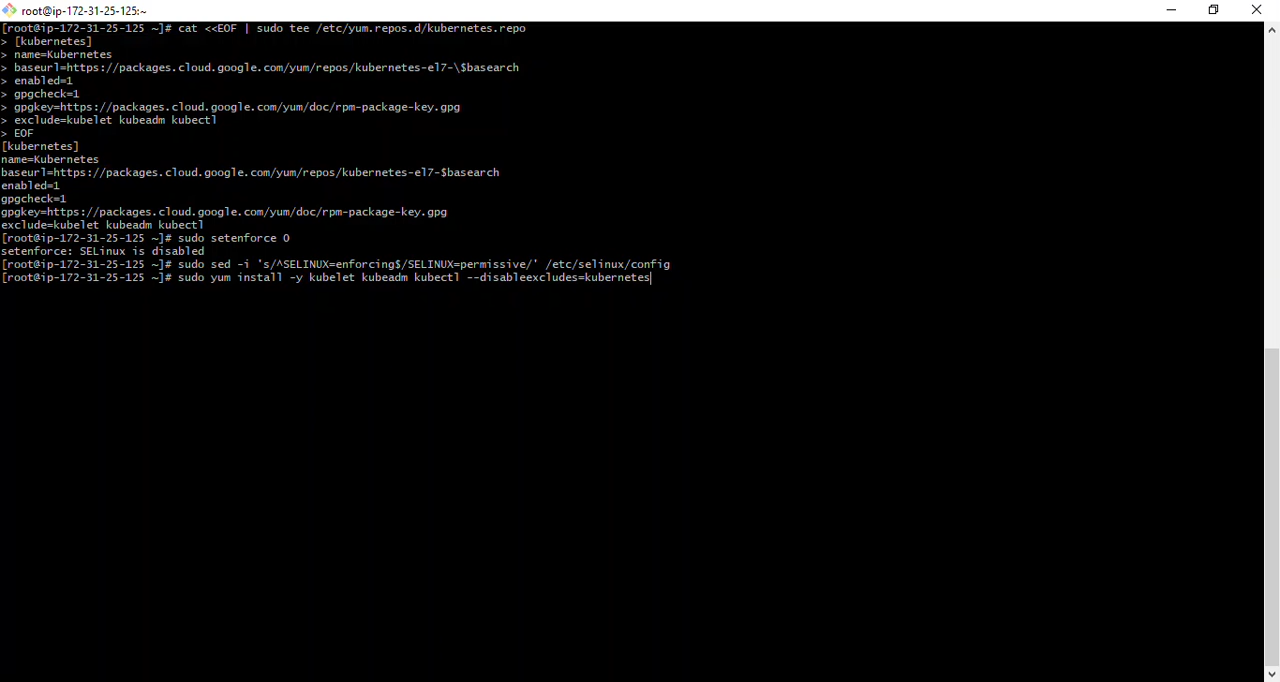 root@ip-172-31-25-125:~
[root@ip-172-31-25-125 ~]# cat <<EOF | sudo tee /etc/yum.repos.d/kubernetes.repo
> [kubernetes]
> name=Kubernetes
> baseurl=https://packages.cloud.google.com/yum/repos/kubernetes-el7-\$basearch
> enabled=1
> gpgcheck=1
> gpgkey=https://packages.cloud.google.com/yum/doc/rpm-package-key.gpg
> exclude=kubelet kubeadm kubectl
> EOF
[kubernetes]
name=Kubernetes
baseurl=https://packages.cloud.google.com/yum/repos/kubernetes-el7-$basearch
enabled=1
gpgcheck=1
gpgkey=https://packages.cloud.google.com/yum/doc/rpm-package-key.gpg
exclude=kubelet kubeadm kubectl
[root@ip-172-31-25-125 ~]# sudo setenforce 0
setenforce: SELinux is disabled
[root@ip-172-31-25-125 ~]# sudo sed -i 's/^SELINUX=enforcing$/SELINUX=permissive/' /etc/selinux/config
[root@ip-172-31-25-125 ~]# sudo yum install -y kubelet kubeadm kubectl --disableexcludes=kubernetes